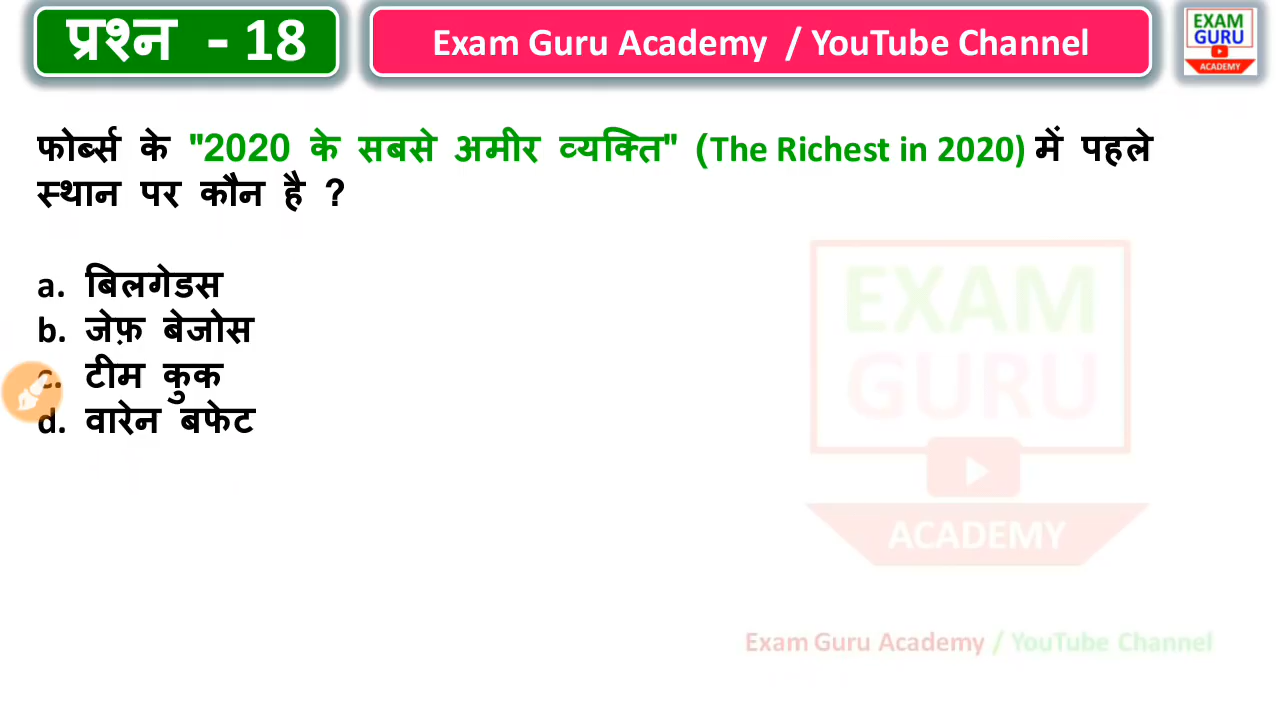 प्रश्न - 18
Exam Guru Academy / YouTube Channel
EXAM
GURU
ACADEMY
फोर्ब्स के "2020 के सबसे अमीर व्यक्ति" (The Richest in 2020) में पहले
स्थान पर कौन है ?
a. बिलगेडस
b. जेफ़ बेजोस
c. टीम कुक
d. वारेन बफेट
EXAM
GURU
ACADEMY
Exam Guru Academy / YouTube Channel